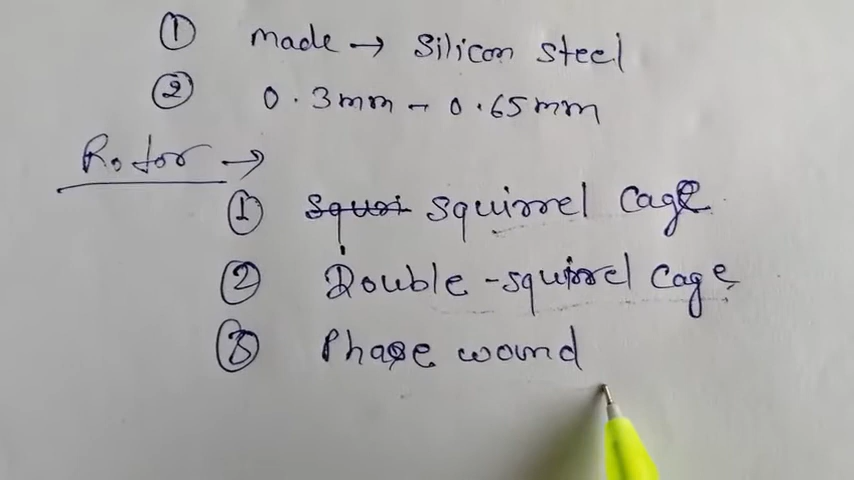 ① made → Silicon steel
② 0.3mm - 0.65mm
Rotor →
① squri squirrel cage
② Double-squirrel cage
③ Phase wound